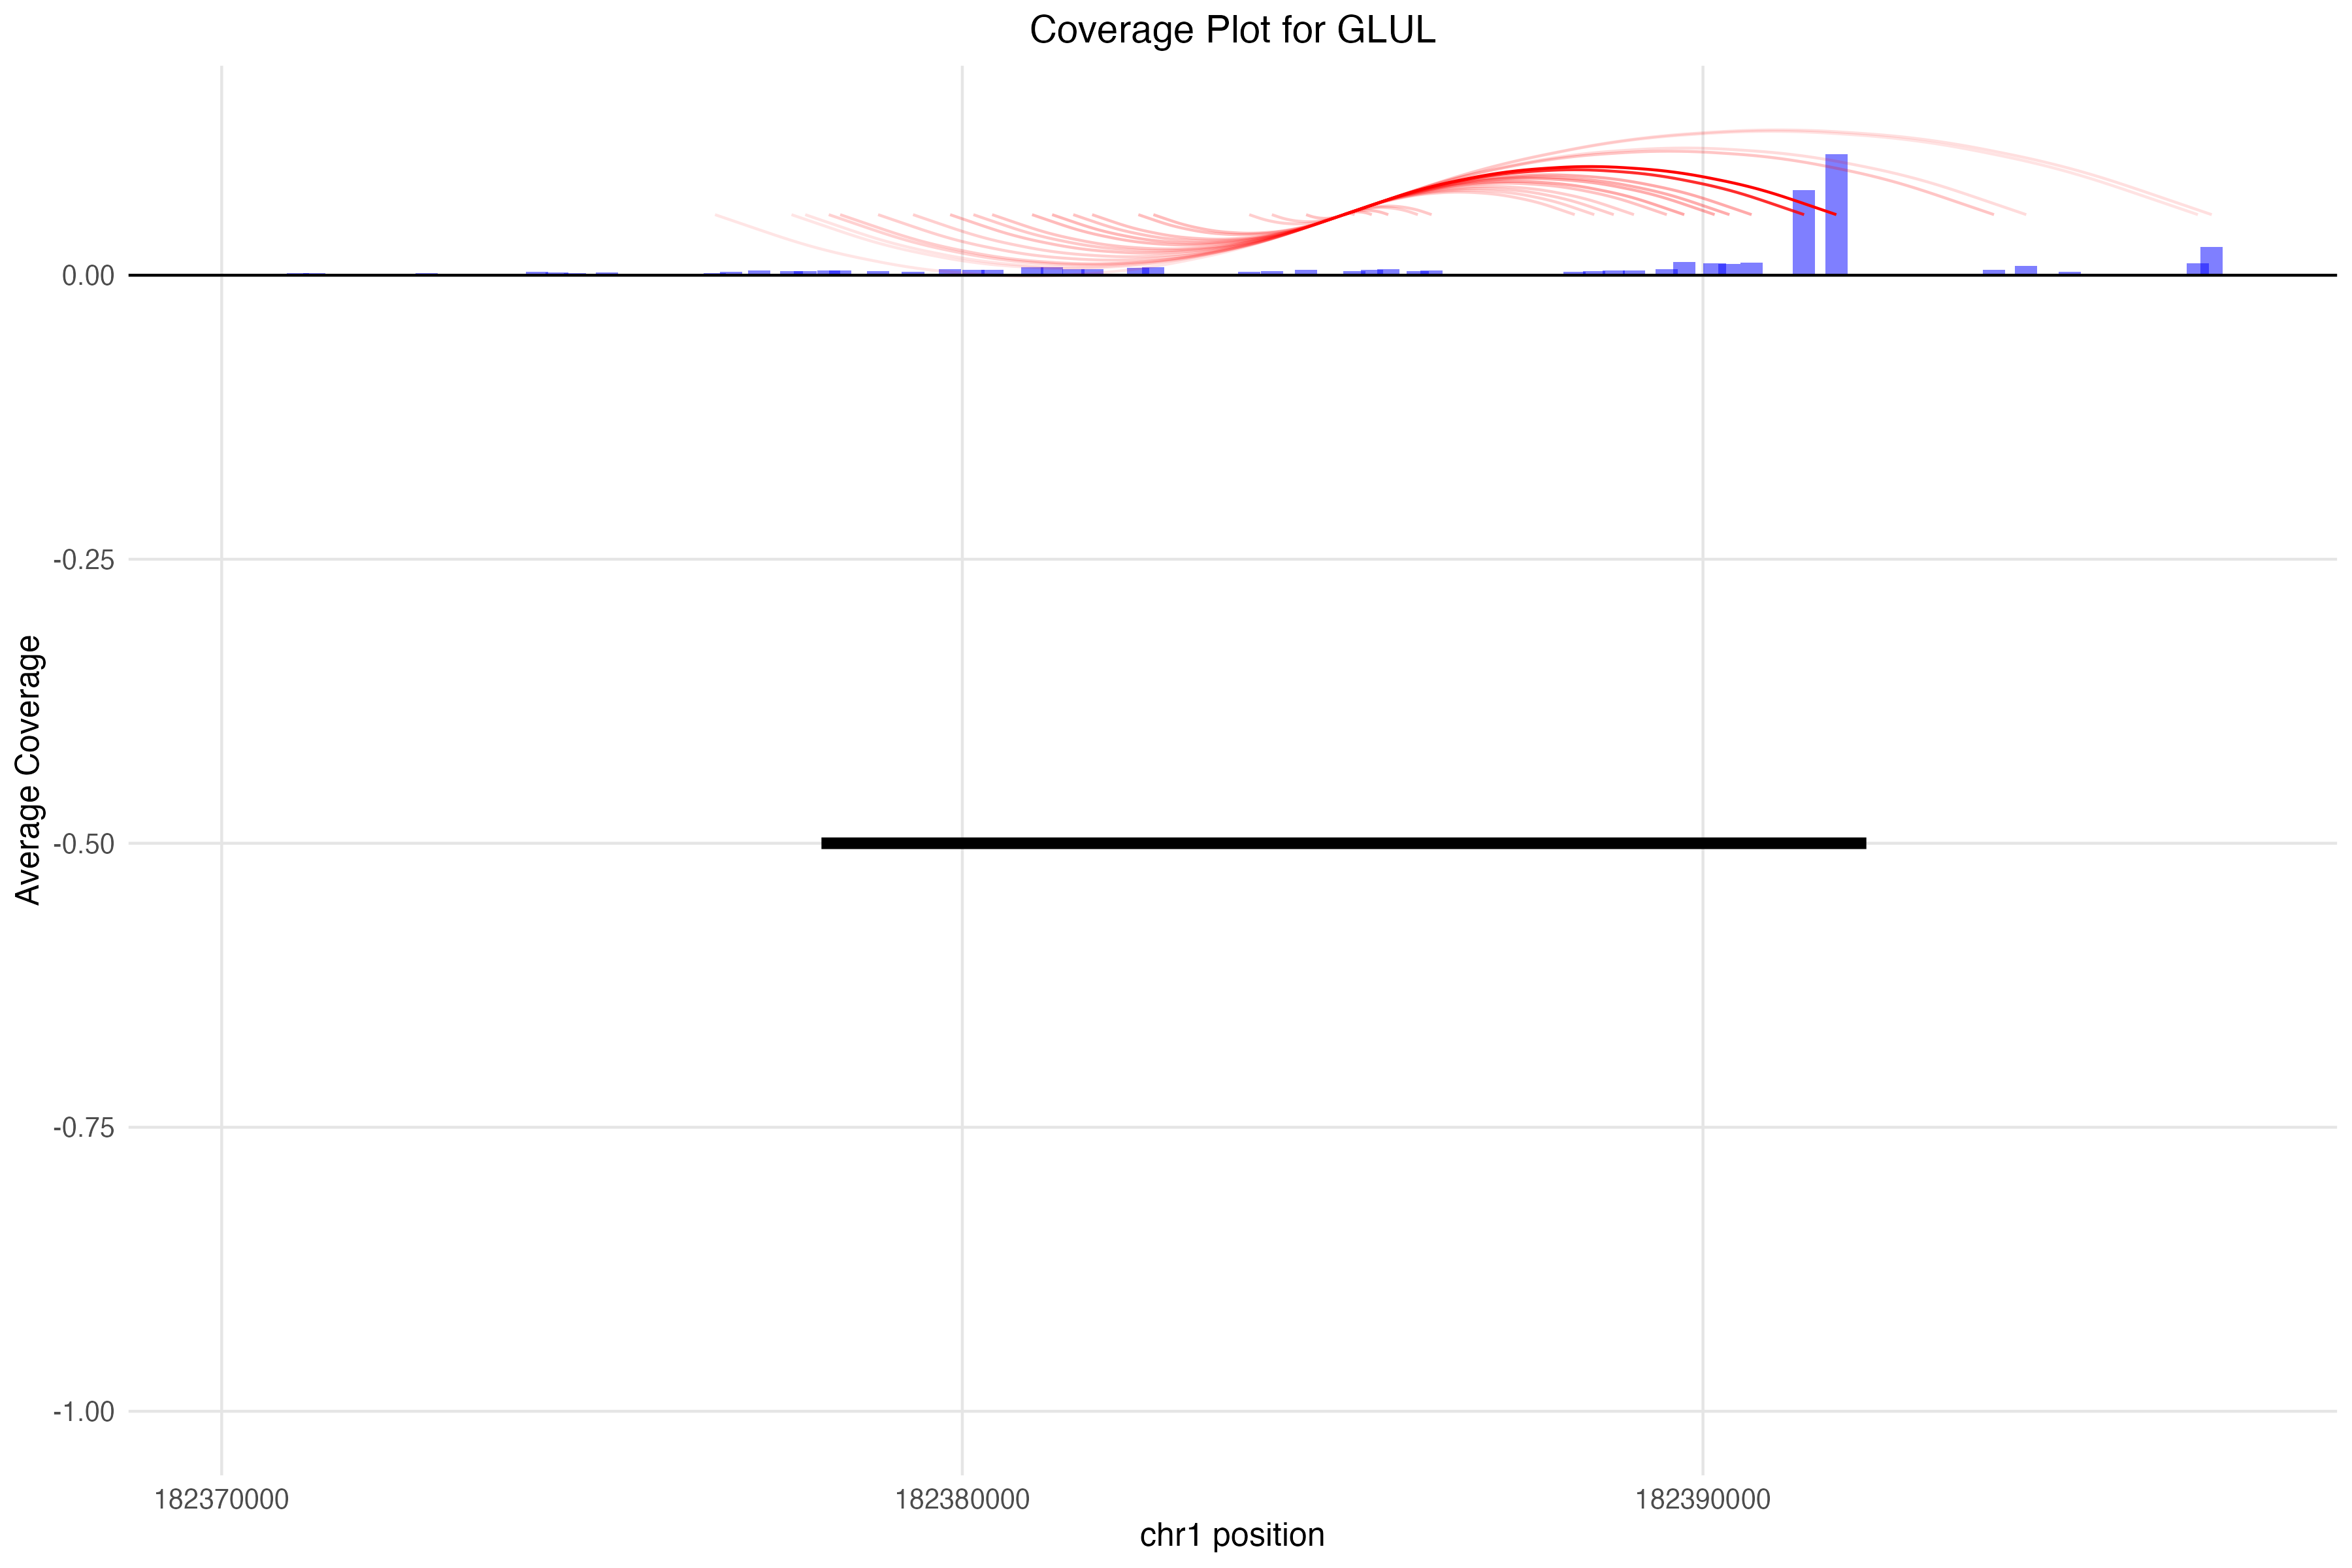 Coverage Plot for GLUL
Average Coverage
0.00
-0.25
-0.50
-0.75
-1.00
182370000
182380000
182390000
chr1 position